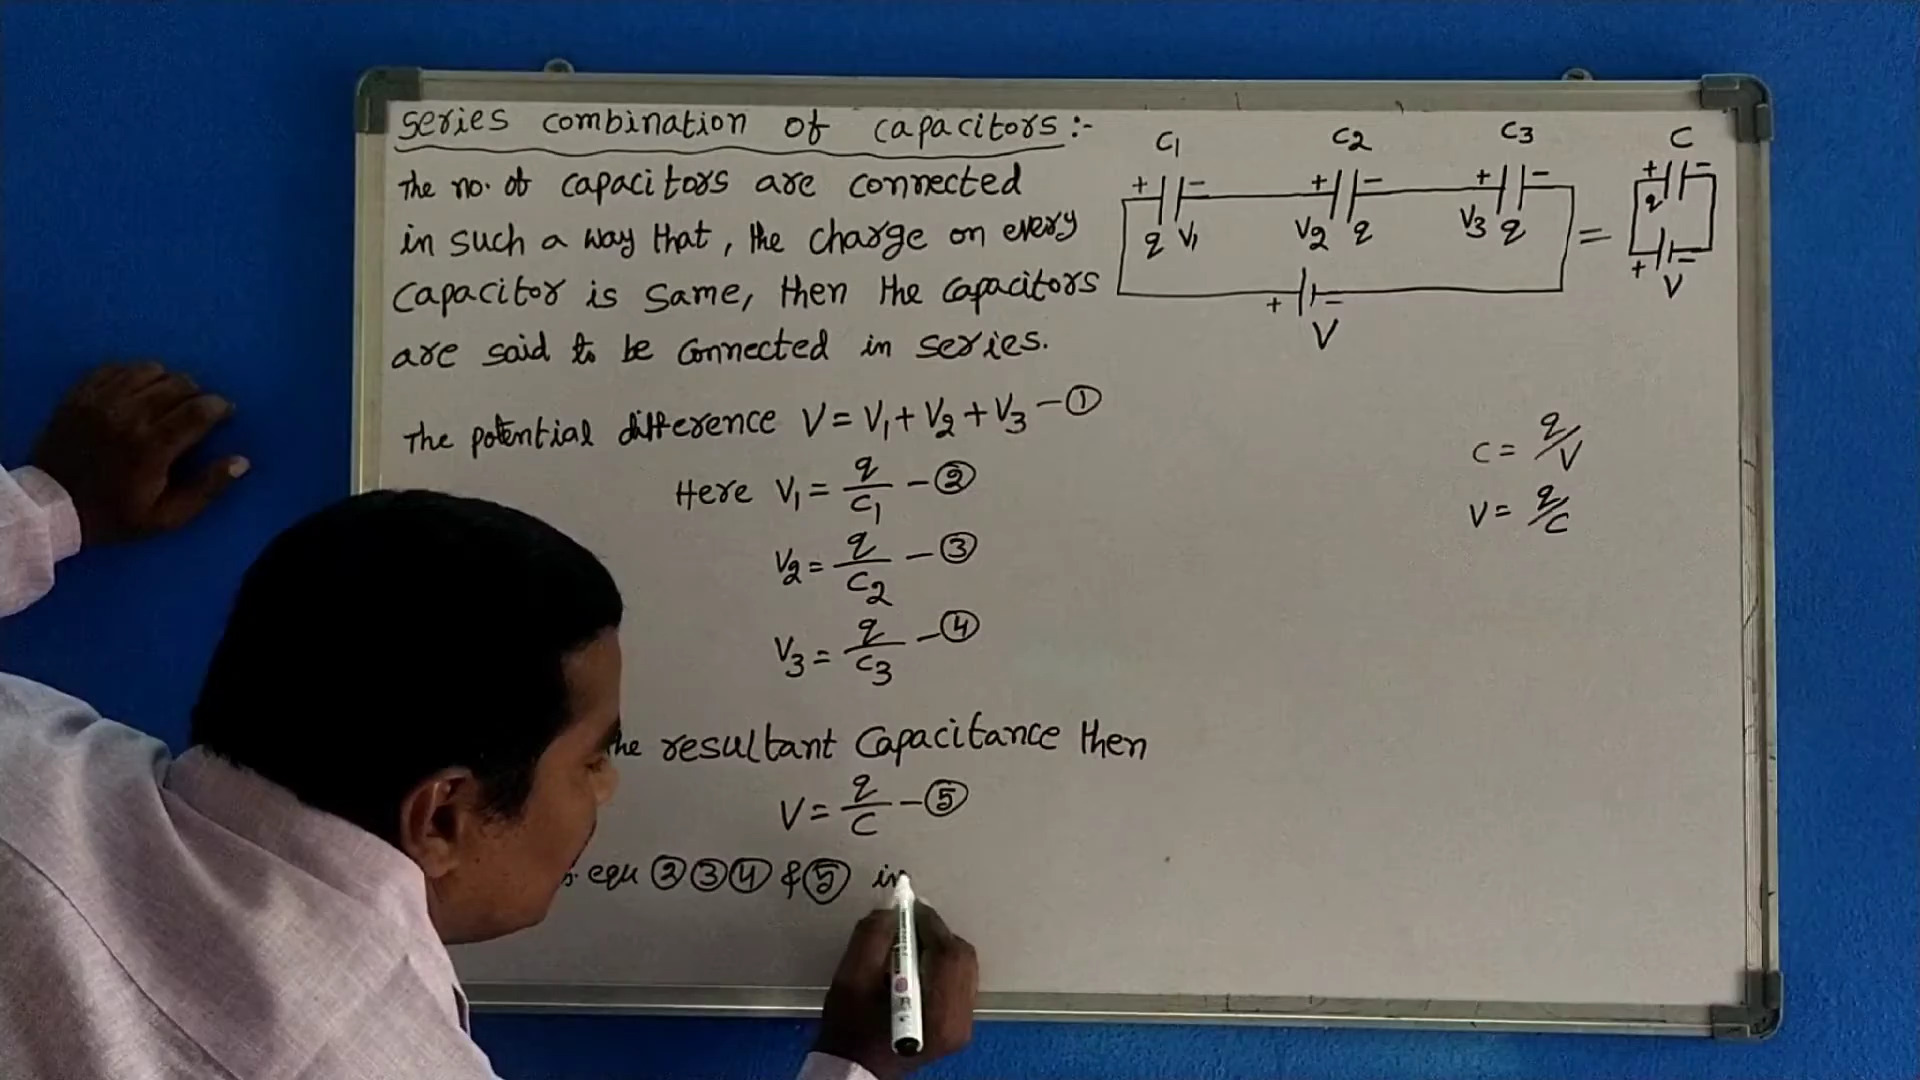 series combination of capacitors :-
The no. of capacitors are connected
in such a way that, the charge on every
capacitor is same, then the capacitors
are said to be connected in series.
The potential difference V = V₁ + V₂ + V₃ — ①
Here V₁ = q/C₁ — ②
V₂ = q/C₂ — ③
V₃ = q/C₃ — ④
the resultant Capacitance then
V = q/C — ⑤
equ ② ③ ④ & ⑤ in
C₁ C₂ C₃ C
+ − + − + − + −
q V₁ V₂ q V₃ q = q
+ − + −
V V
C = q/V
V = q/C